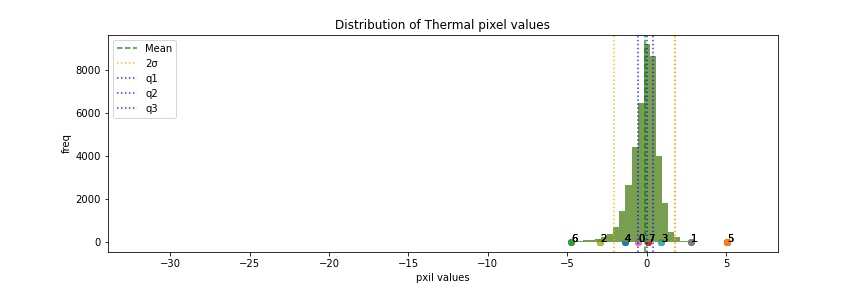 Distribution of Thermal pixel values
Mean
2σ
q1
q2
q3
8000
6000
4000
2000
0
freq
6 2 4 0 7 3 1 5
−30 −25 −20 −15 −10 −5 0 5
pxil values